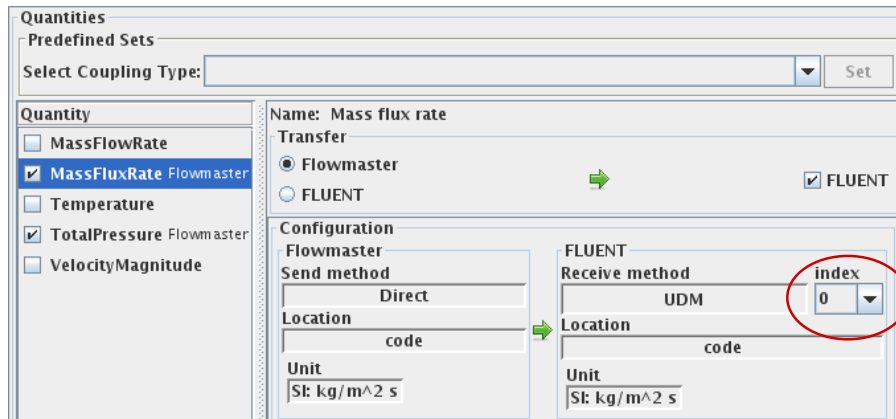 Quantities
Predefined Sets
Select Coupling Type:
Set
Quantity
MassFlowRate
MassFluxRate Flowmaster
Temperature
TotalPressure Flowmaster
VelocityMagnitude
Name: Mass flux rate
Transfer
Flowmaster
FLUENT
FLUENT
Configuration
Flowmaster
Send method
Direct
Location
code
Unit
SI: kg/m^2 s
FLUENT
Receive method
index
UDM
0
Location
code
Unit
SI: kg/m^2 s